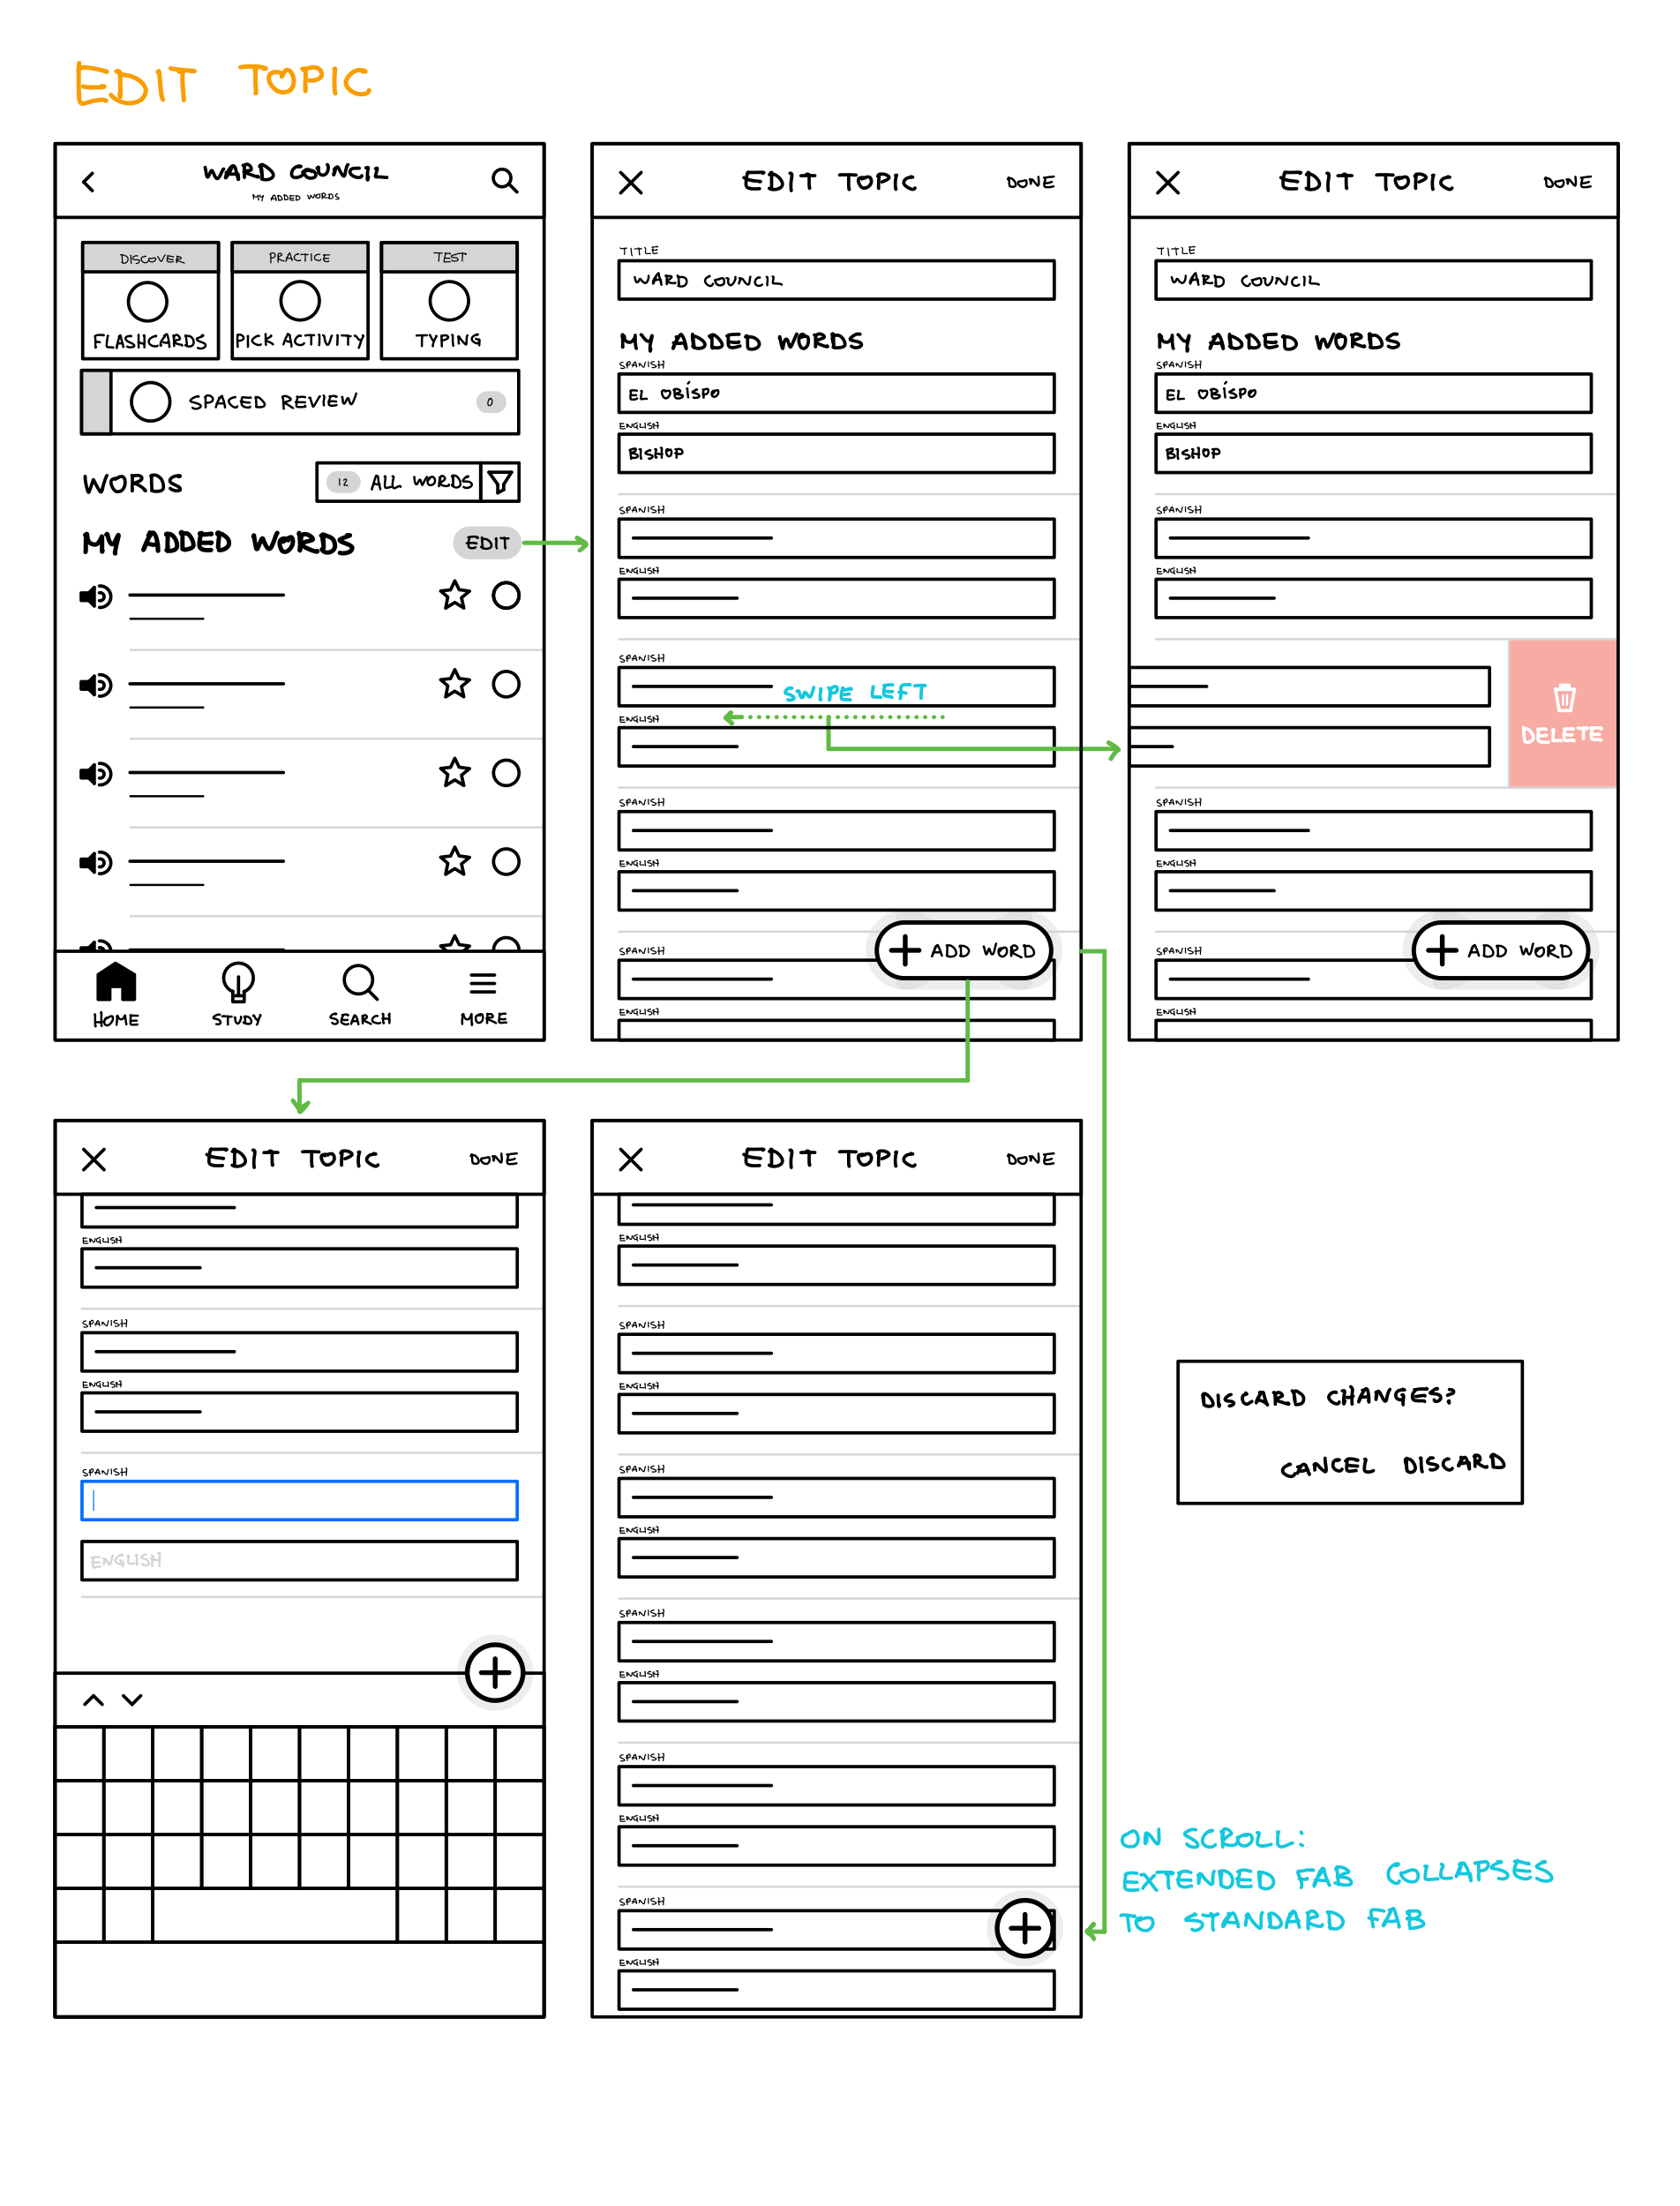 EDIT TOPIC
WARD COUNCIL
MY ADDED WORDS
DISCOVER
PRACTICE
TEST
FLASHCARDS
PICK ACTIVITY
TYPING
SPACED REVIEW
0
WORDS
12 ALL WORDS
MY ADDED WORDS
EDIT
HOME
STUDY
SEARCH
MORE
EDIT TOPIC
DONE
TITLE
WARD COUNCIL
MY ADDED WORDS
SPANISH
EL OBÍSPO
ENGLISH
BISHOP
SPANISH
ENGLISH
SPANISH
SWIPE LEFT
ENGLISH
SPANISH
ENGLISH
SPANISH
ADD WORD
ENGLISH
EDIT TOPIC
DONE
TITLE
WARD COUNCIL
MY ADDED WORDS
SPANISH
EL OBÍSPO
ENGLISH
BISHOP
SPANISH
ENGLISH
DELETE
SPANISH
ENGLISH
SPANISH
ADD WORD
ENGLISH
EDIT TOPIC
DONE
ENGLISH
SPANISH
ENGLISH
SPANISH
ENGLISH
EDIT TOPIC
DONE
ENGLISH
SPANISH
ENGLISH
SPANISH
ENGLISH
SPANISH
ENGLISH
SPANISH
ENGLISH
SPANISH
ENGLISH
DISCARD CHANGES?
CANCEL DISCARD
ON SCROLL:
EXTENDED FAB COLLAPSES
TO STANDARD FAB